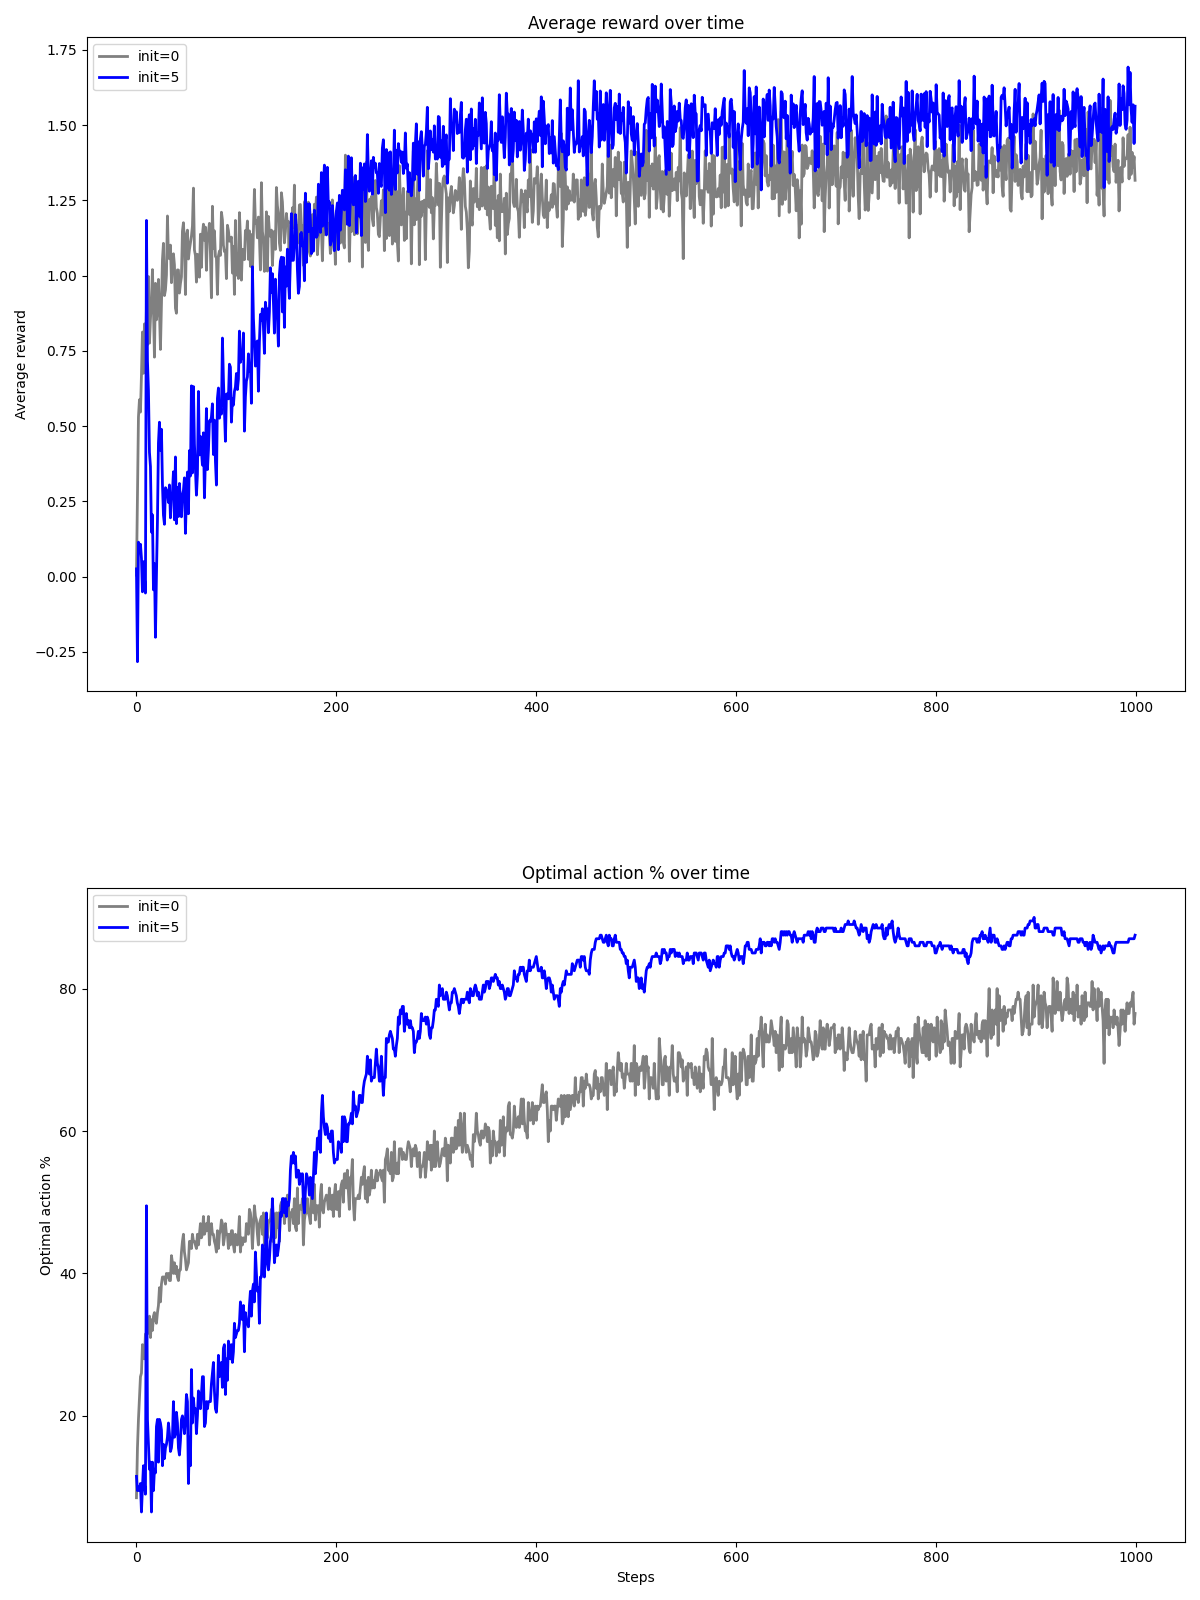 Average reward over time
Average reward
1.75
1.50
1.25
1.00
0.75
0.50
0.25
0.00
−0.25
init=0
init=5
0 200 400 600 800 1000
Optimal action % over time
Optimal action %
80
60
40
20
init=0
init=5
0 200 400 600 800 1000
Steps